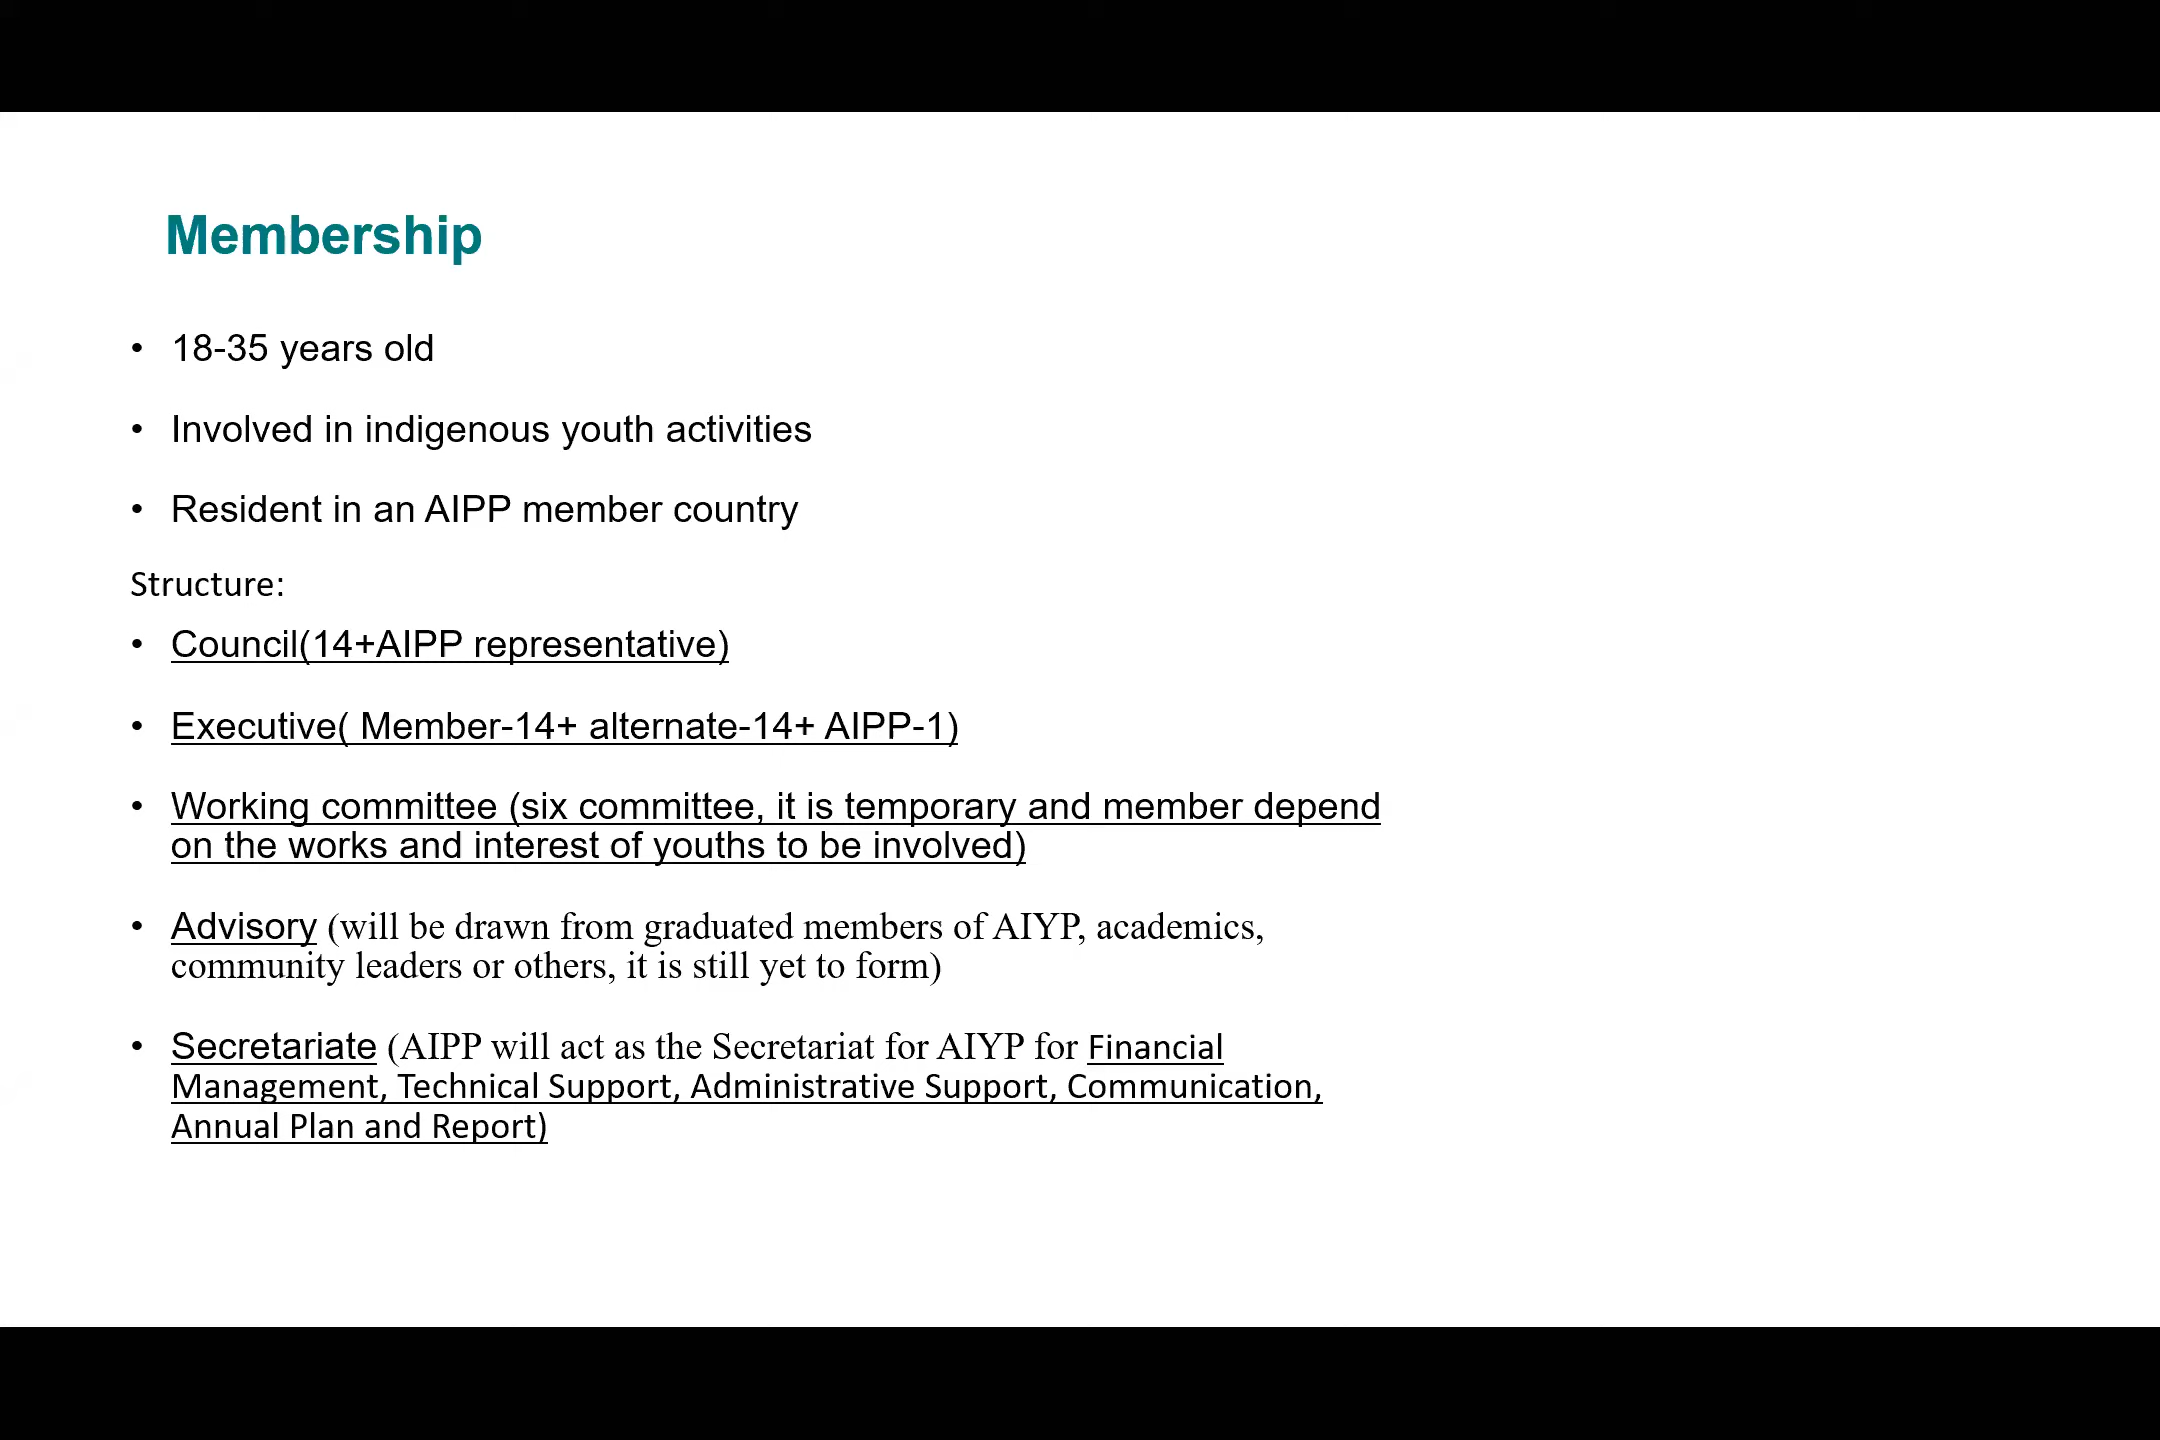 Membership
• 18-35 years old
• Involved in indigenous youth activities
• Resident in an AIPP member country
Structure:
• Council(14+AIPP representative)
• Executive( Member-14+ alternate-14+ AIPP-1)
• Working committee (six committee, it is temporary and member depend
on the works and interest of youths to be involved)
• Advisory (will be drawn from graduated members of AIYP, academics,
community leaders or others, it is still yet to form)
• Secretariate (AIPP will act as the Secretariat for AIYP for Financial
Management, Technical Support, Administrative Support, Communication,
Annual Plan and Report)